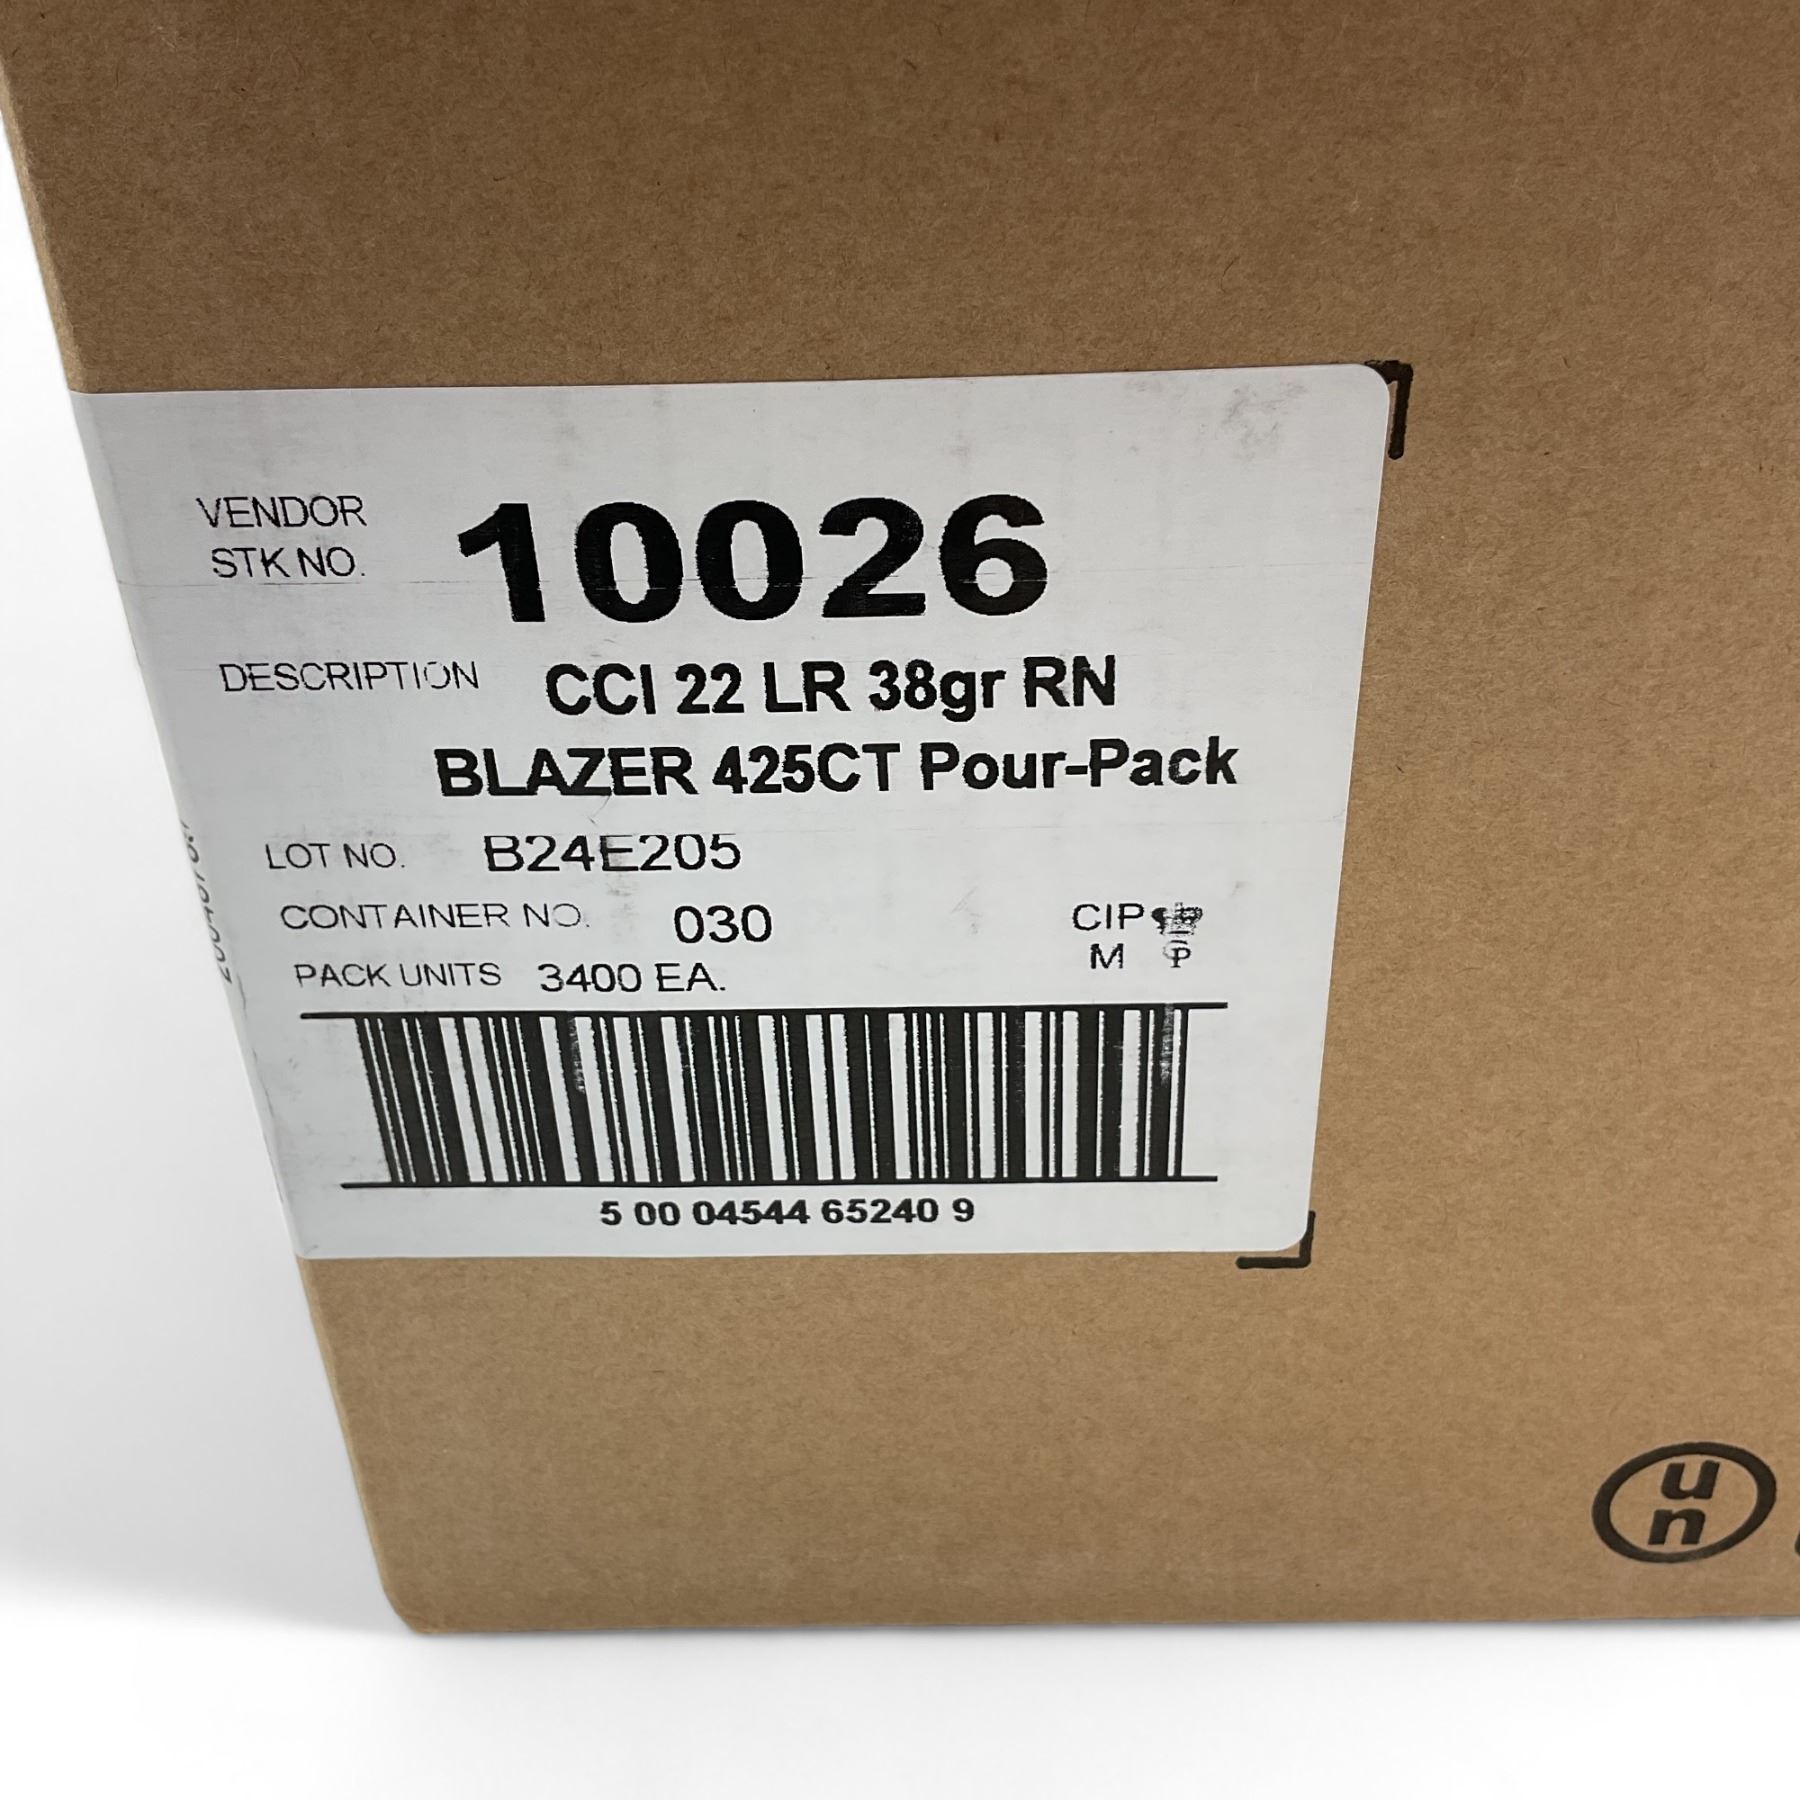 VENDOR
STK NO. 10026
DESCRIPTION CCI 22 LR 38gr RN
BLAZER 425CT Pour-Pack
LOT NO. B24E205
CONTAINER NO. 030
PACK UNITS 3400 EA.
CIP
M P
5 00 04544 65240 9
un